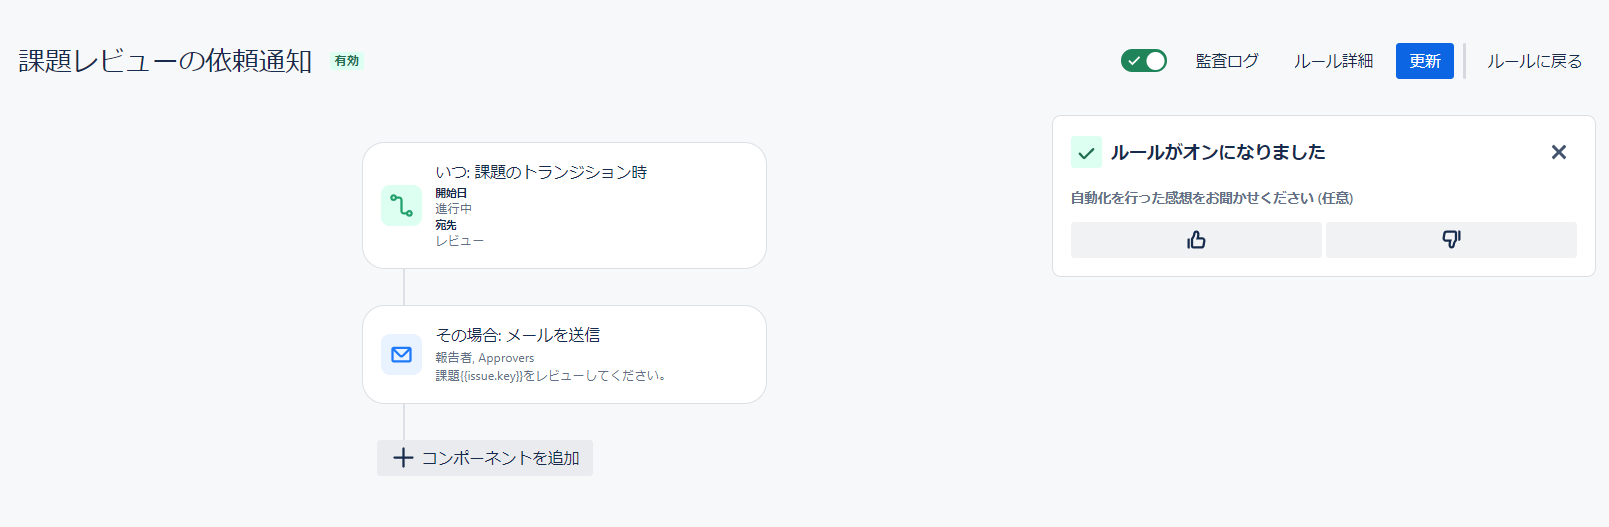 課題レビューの依頼通知 有効
監査ログ ルール詳細 更新 ルールに戻る
いつ: 課題のトランジション時
開始日
進行中
宛先
レビュー
その場合: メールを送信
報告者, Approvers
課題{{issue.key}}をレビューしてください。
コンポーネントを追加
ルールがオンになりました
自動化を行った感想をお聞かせください (任意)